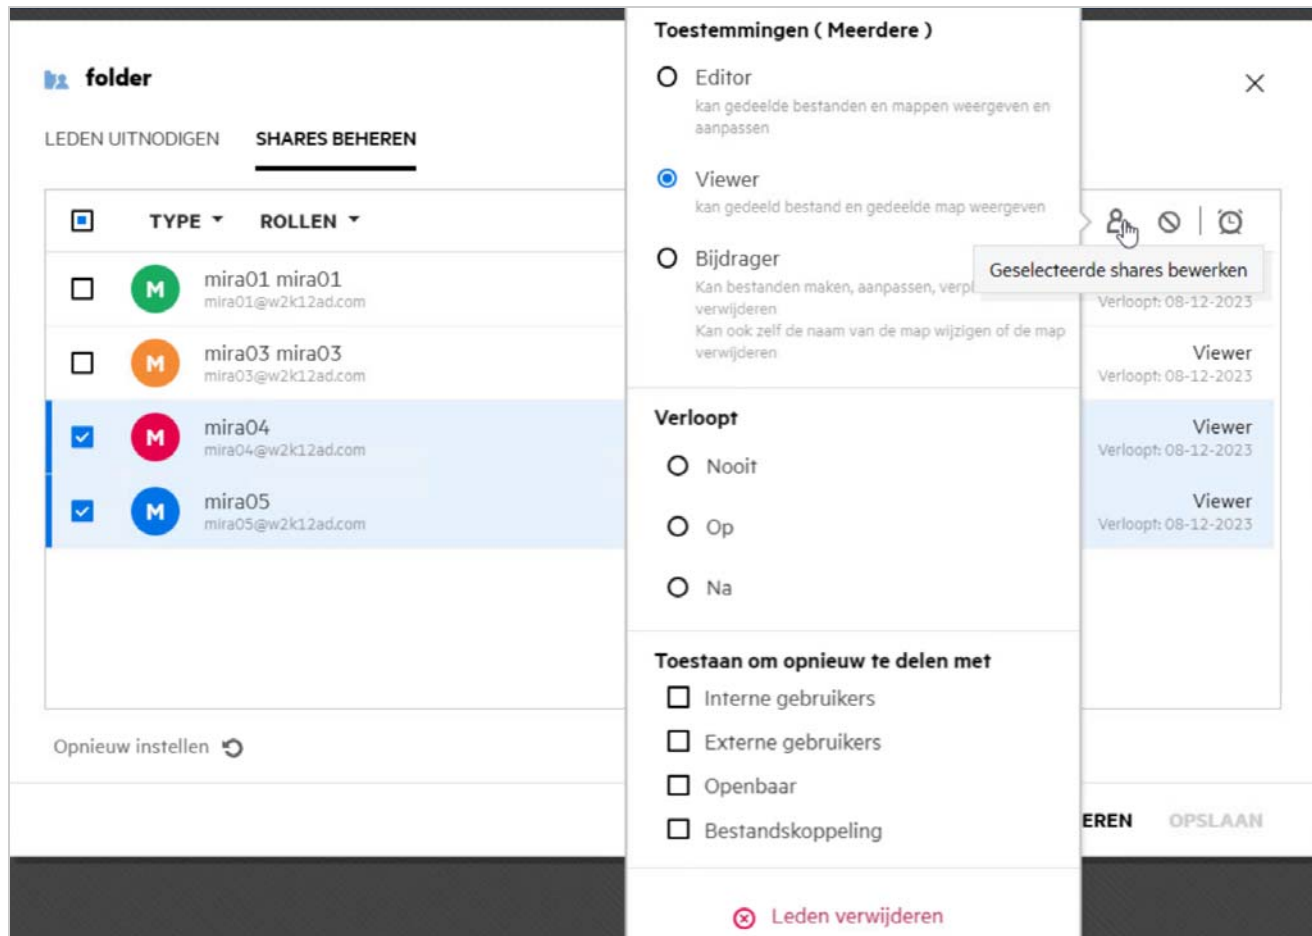 folder
LEDEN UITNODIGEN SHARES BEHEREN
TYPE ROLLEN
M mira01 mira01
mira01@w2k12ad.com
Verloopt: 08-12-2023
M mira03 mira03
mira03@w2k12ad.com
Viewer
Verloopt: 08-12-2023
M mira04
mira04@w2k12ad.com
Viewer
Verloopt: 08-12-2023
M mira05
mira05@w2k12ad.com
Viewer
Verloopt: 08-12-2023
Opnieuw instellen
EREN OPSLAAN
Toestemmingen ( Meerdere )
Editor
kan gedeelde bestanden en mappen weergeven en
aanpassen
Viewer
kan gedeeld bestand en gedeelde map weergeven
Bijdrager
Kan bestanden maken, aanpassen,
verwijderen
Kan ook zelf de naam van de map wijzigen of de map
verwijderen
Geselecteerde shares bewerken
Verloopt
Nooit
Op
Na
Toestaan om opnieuw te delen met
Interne gebruikers
Externe gebruikers
Openbaar
Bestandskoppeling
Leden verwijderen